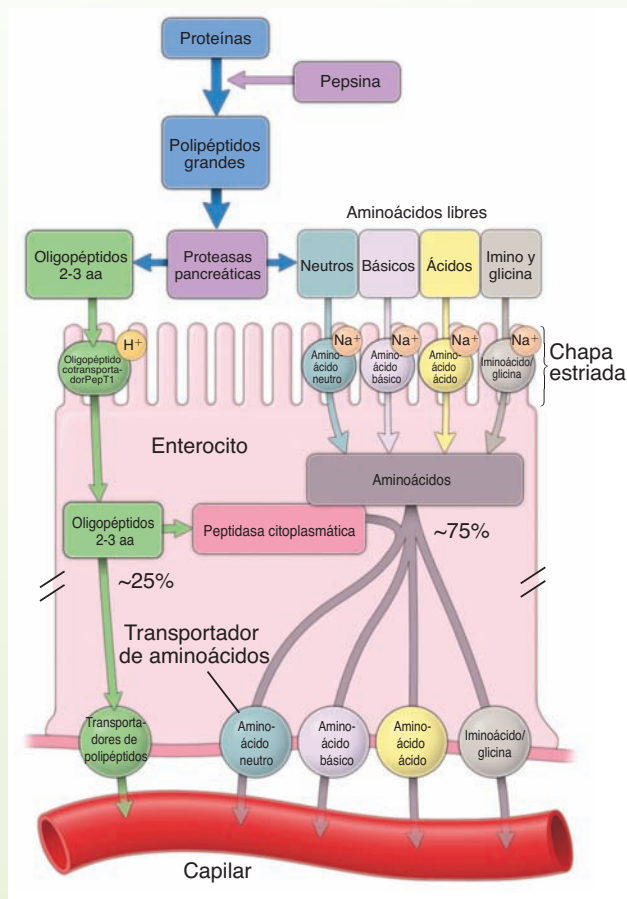 Proteínas
Pepsina
Polipéptidos
grandes
Aminoácidos libres
Oligopéptidos
2-3 aa
Proteasas
pancreáticas
Neutros
Básicos
Ácidos
Imino y
glicina
H+
Oligopéptido
cotransporta-
dorPepT1
Na+
Amino-
ácido
neutro
Na+
Amino-
ácido
básico
Na+
Amino-
ácido
ácido
Na+
Iminoácido/
glicina
Chapa
estriada
Enterocito
Aminoácidos
Oligopéptidos
2-3 aa
Peptidasa citoplasmática
~75%
~25%
Transportador
de aminoácidos
Transporta-
dores de
polipéptidos
Amino-
ácido
neutro
Amino-
ácido
básico
Amino-
ácido
ácido
Iminoácido/
glicina
Capilar